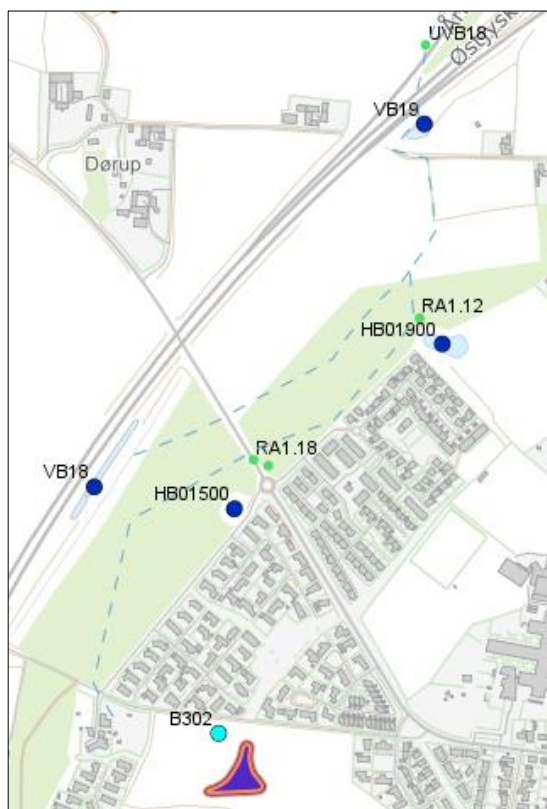 UVB18
Østjysk
VB19
Dørup
RA1.12
HB01900
RA1.18
VB18
HB01500
B302